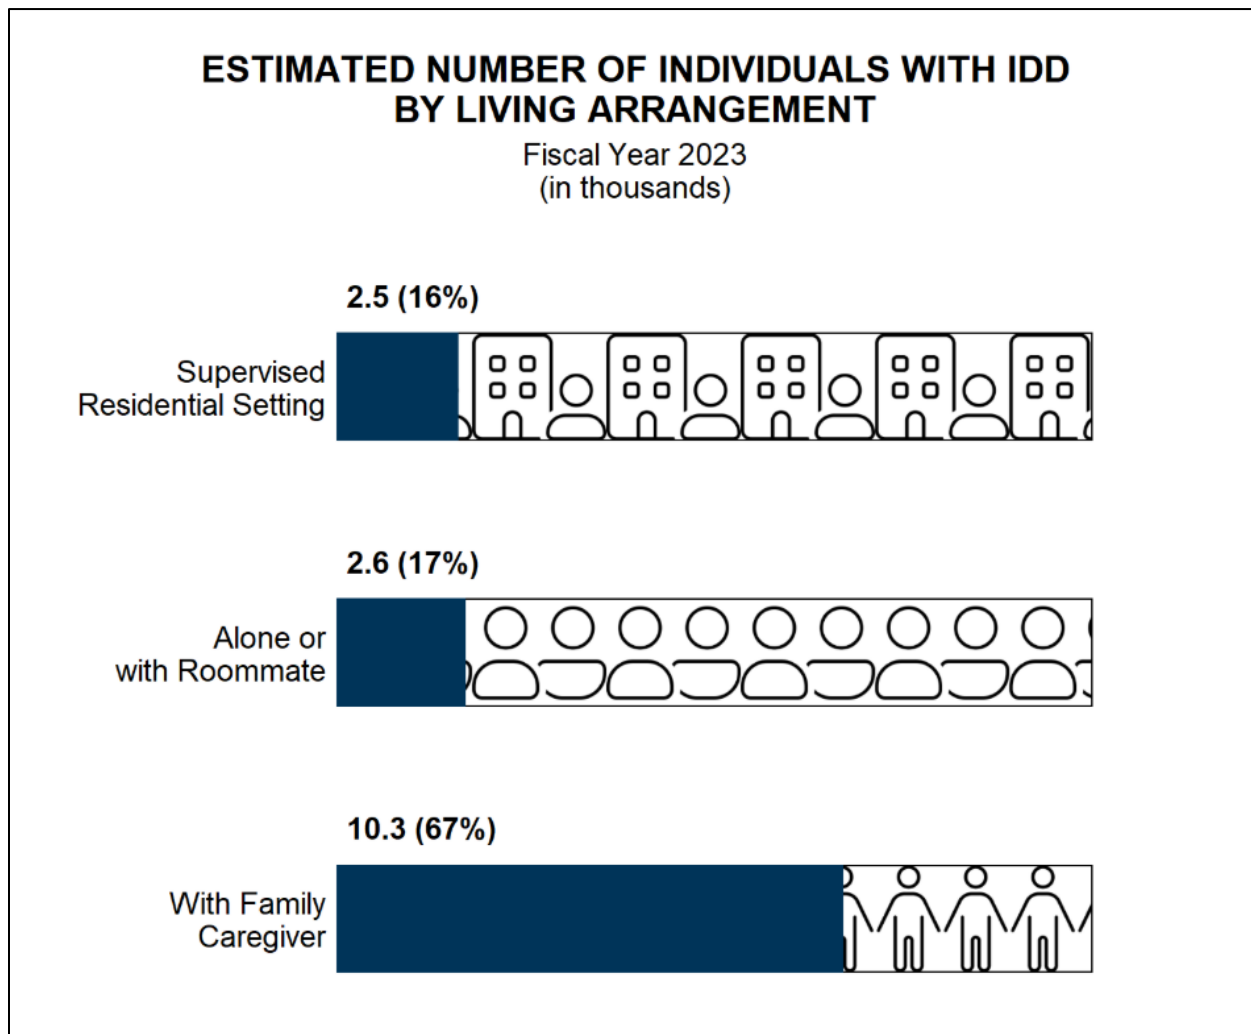 ESTIMATED NUMBER OF INDIVIDUALS WITH IDD
BY LIVING ARRANGEMENT
Fiscal Year 2023
(in thousands)
2.5 (16%)
Supervised
Residential Setting
2.6 (17%)
Alone or
with Roommate
10.3 (67%)
With Family
Caregiver